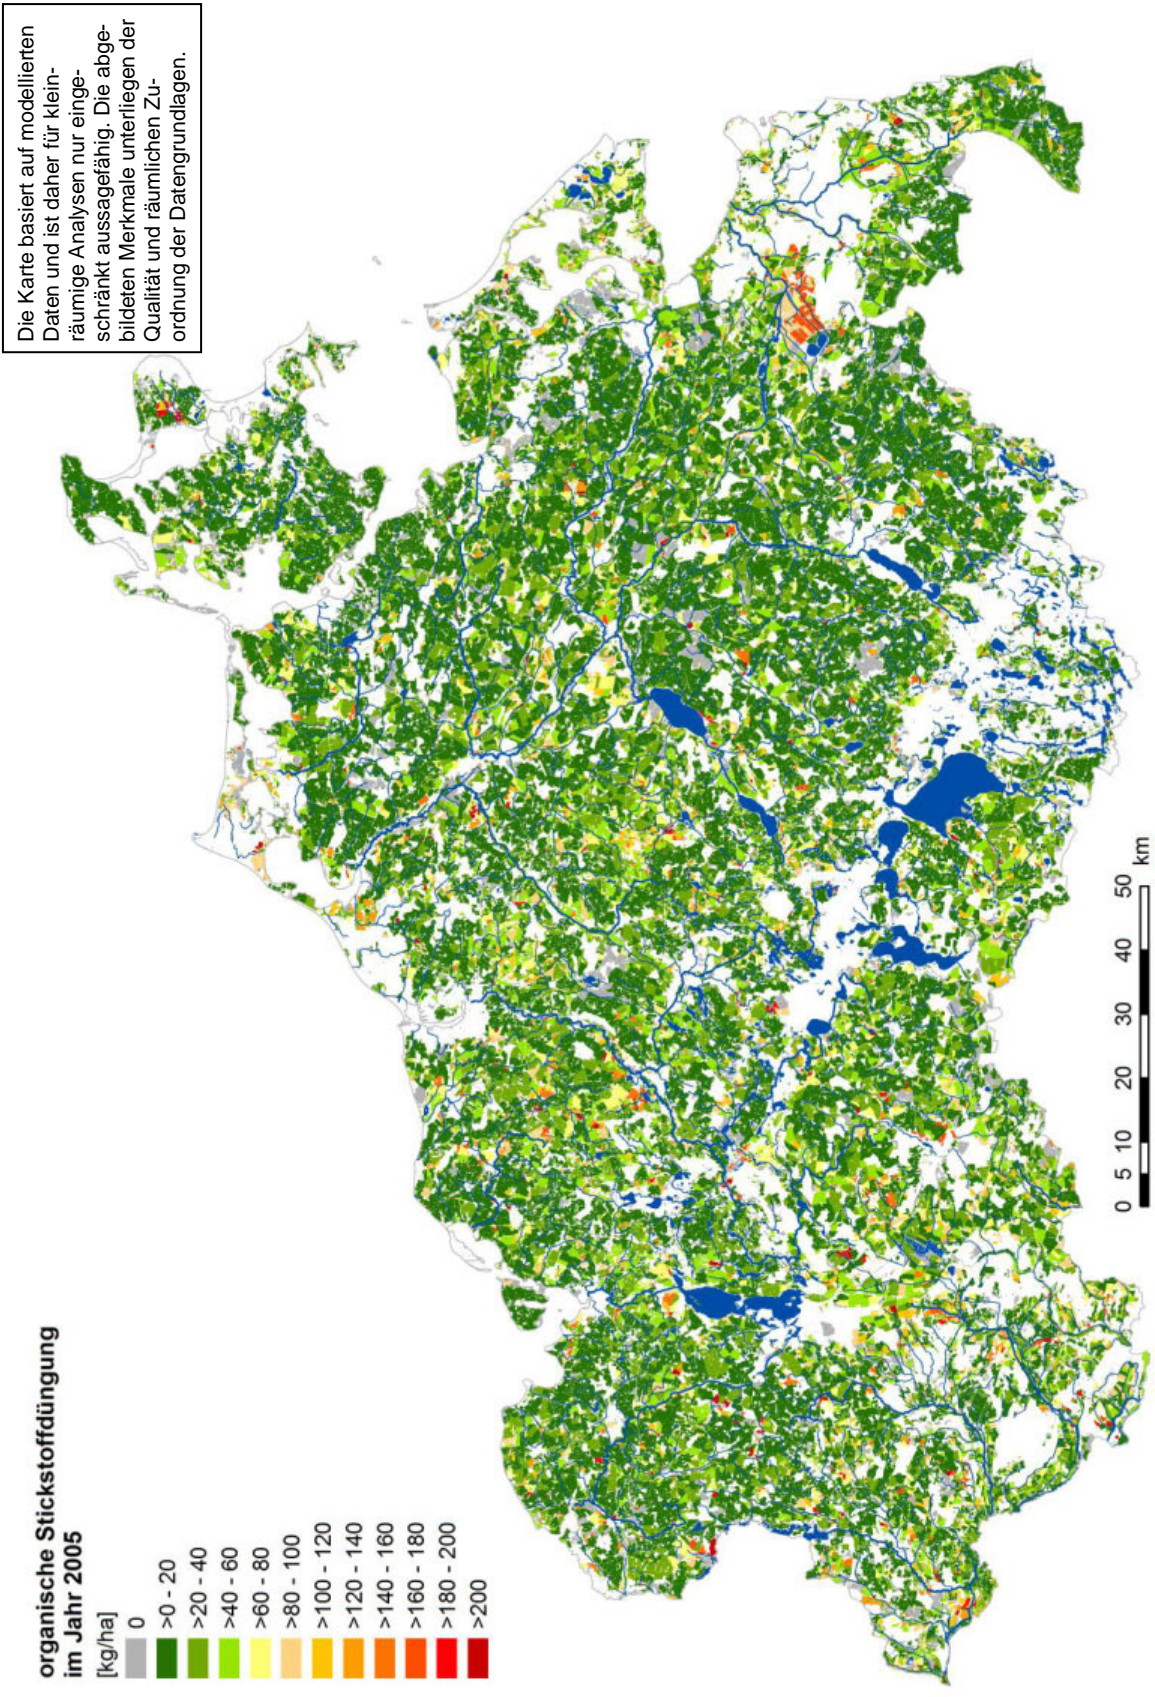 organische Stickstoffdüngung
im Jahr 2005
[kg/ha]
0
>0 - 20
>20 - 40
>40 - 60
>60 - 80
>80 - 100
>100 - 120
>120 - 140
>140 - 160
>160 - 180
>180 - 200
>200
Die Karte basiert auf modellierten
Daten und ist daher für klein-
räumige Analysen nur einge-
schränkt aussagefähig. Die abge-
bildeten Merkmale unterliegen der
Qualität und räumlichen Zu-
ordnung der Datengrundlagen.
0 5 10 20 30 40 50 km